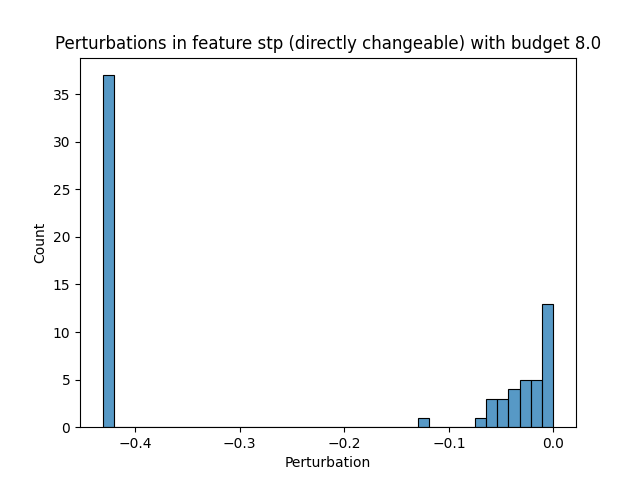 Perturbations in feature stp (directly changeable) with budget 8.0
35
30
25
20
15
10
5
0
Count
−0.4 −0.3 −0.2 −0.1 0.0
Perturbation